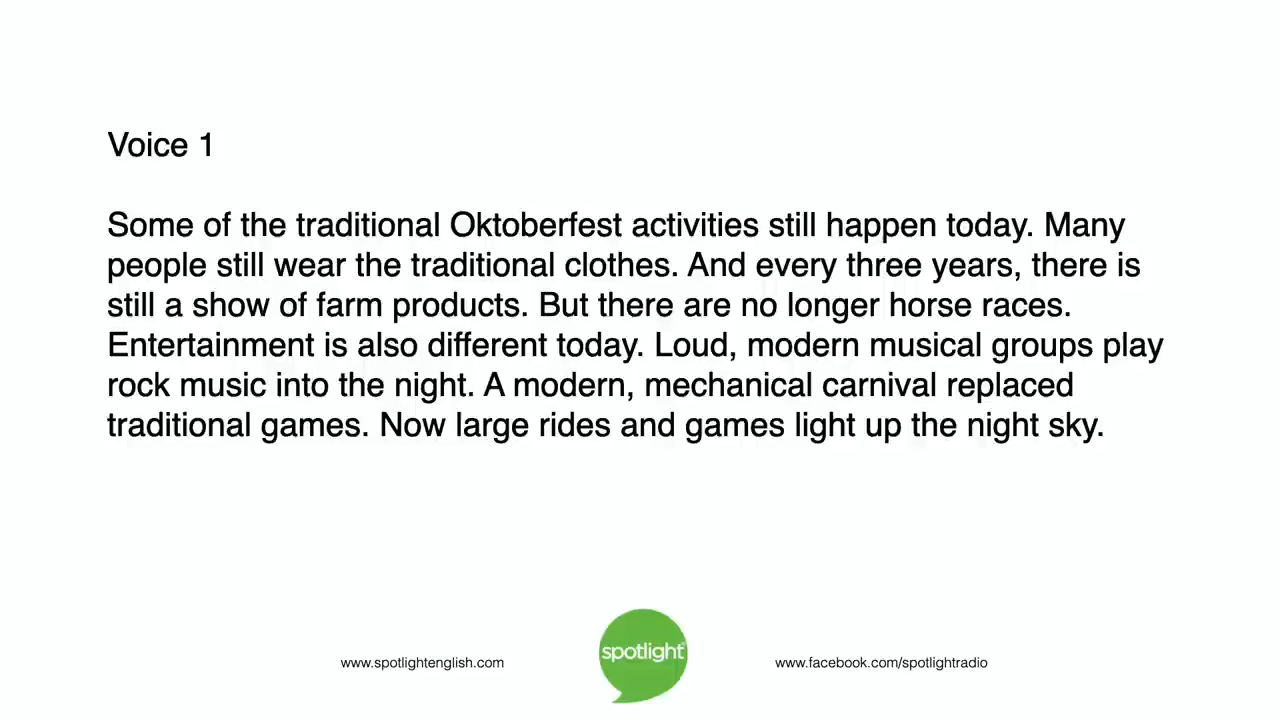 Voice 1
Some of the traditional Oktoberfest activities still happen today. Many
people still wear the traditional clothes. And every three years, there is
still a show of farm products. But there are no longer horse races.
Entertainment is also different today. Loud, modern musical groups play
rock music into the night. A modern, mechanical carnival replaced
traditional games. Now large rides and games light up the night sky.
www.spotlightenglish.com
spotlight
www.facebook.com/spotlightradio